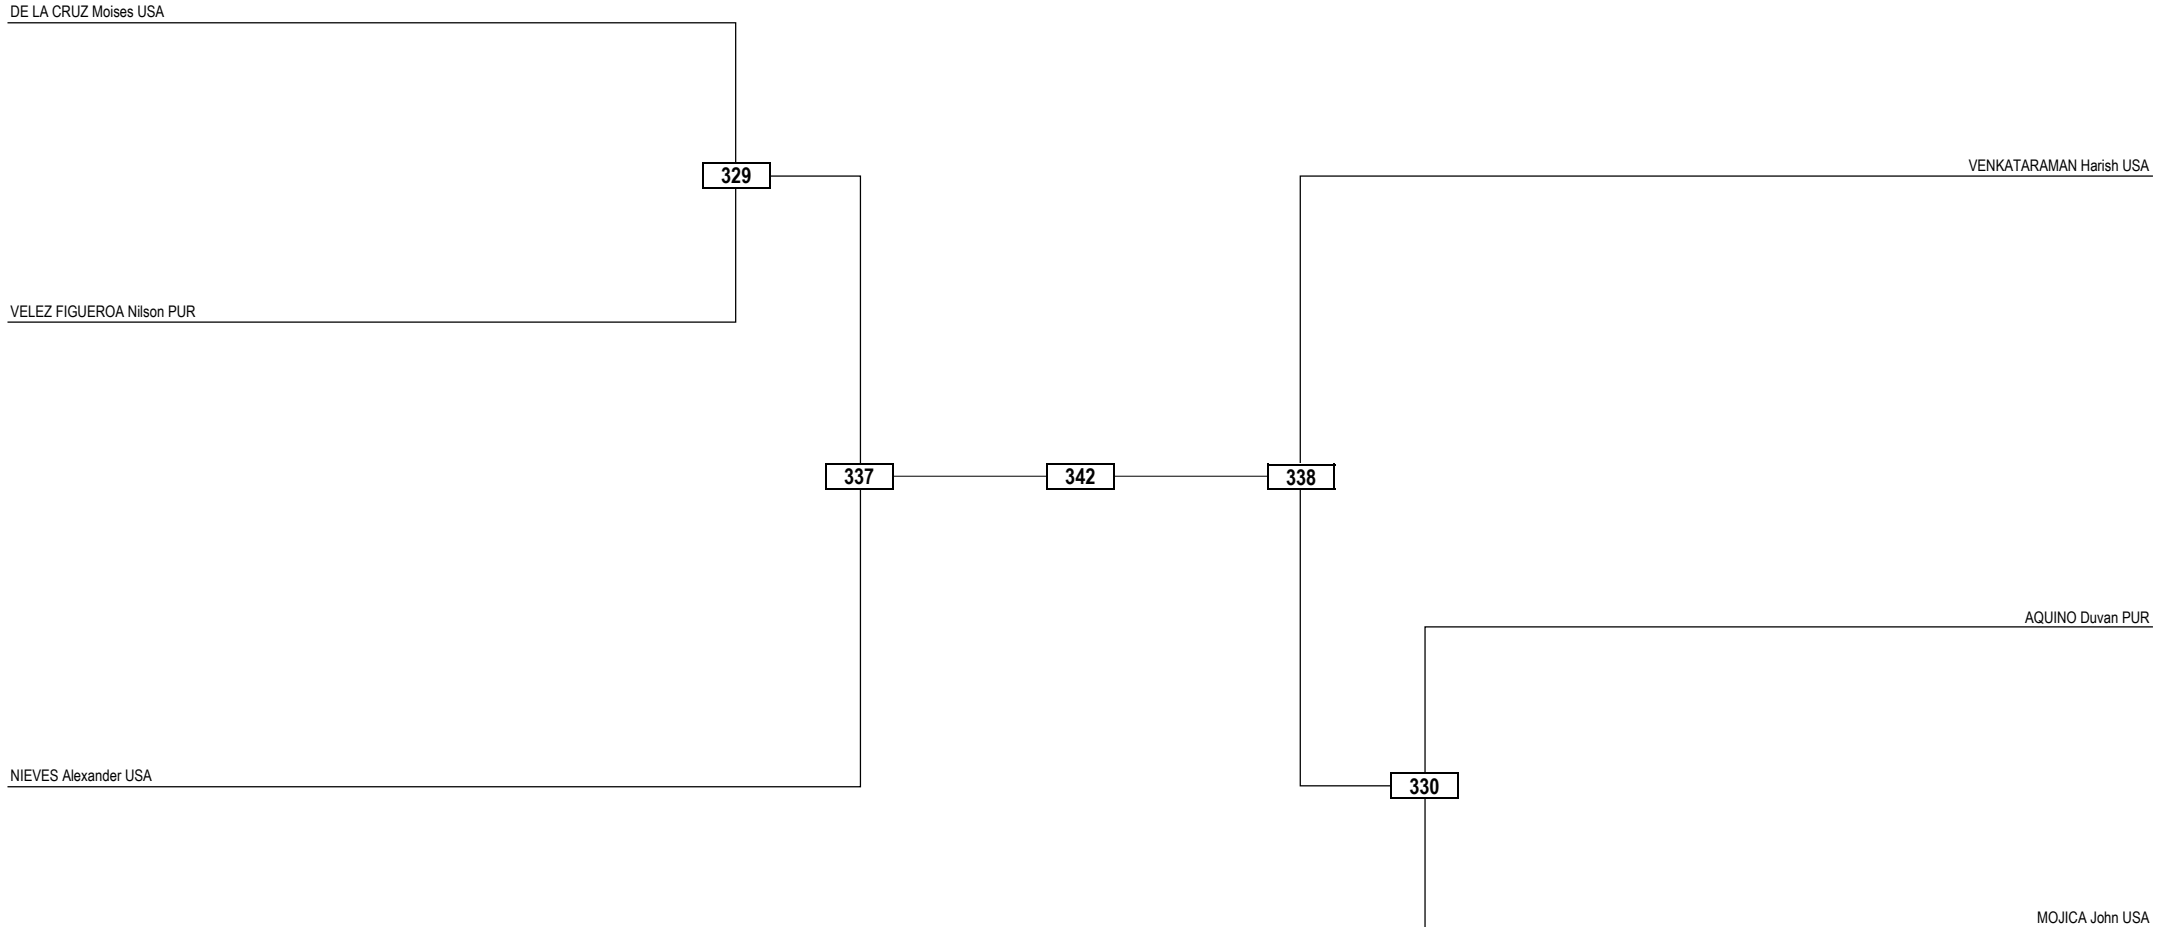 DE LA CRUZ Moises USA
329
VENKATARAMAN Harish USA
VELEZ FIGUEROA Nilson PUR
337
342
338
AQUINO Duvan PUR
NIEVES Alexander USA
330
MOJICA John USA